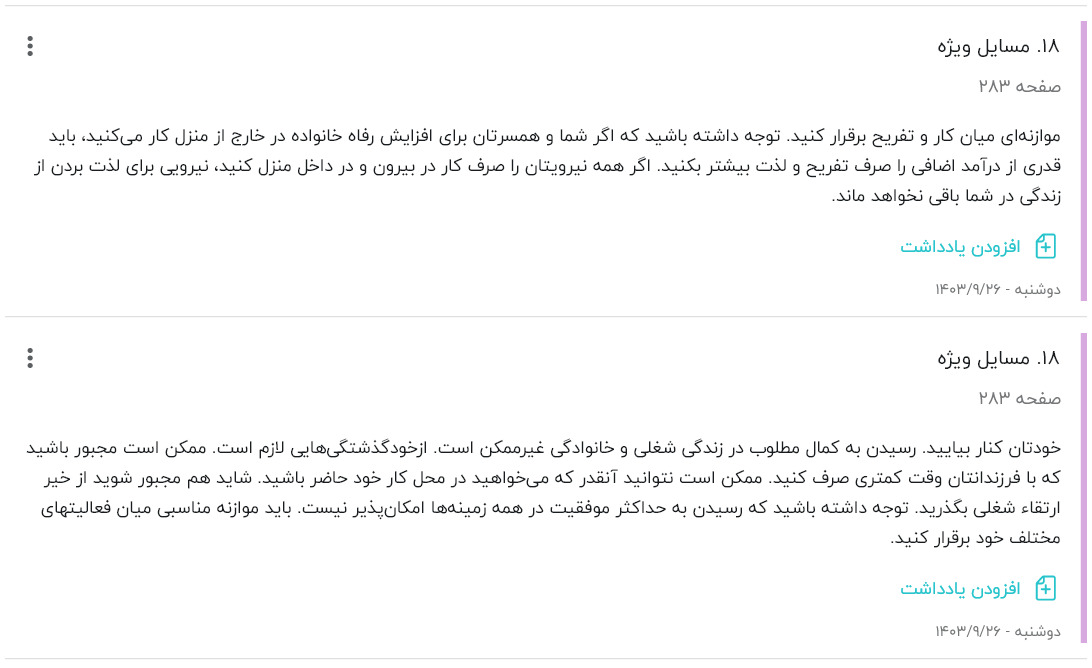 ۱۸. مسایل ویژه
صفحه ۲۸۳
موازنه‌ای میان کار و تفریح برقرار کنید. توجه داشته باشید که اگر شما و همسرتان برای افزایش رفاه خانواده در خارج از منزل کار می‌کنید، باید
قدری از درآمد اضافی را صرف تفریح و لذت بیشتر بکنید. اگر همه نیرویتان را صرف کار در بیرون و در داخل منزل کنید، نیرویی برای لذت بردن از
زندگی در شما باقی نخواهد ماند.
افزودن یادداشت
دوشنبه - ۱۴۰۳/۹/۲۶
۱۸. مسایل ویژه
صفحه ۲۸۳
خودتان کنار بیایید. رسیدن به کمال مطلوب در زندگی شغلی و خانوادگی غیرممکن است. ازخودگذشتگی‌هایی لازم است. ممکن است مجبور باشید
که با فرزندانتان وقت کمتری صرف کنید. ممکن است نتوانید آنقدر که می‌خواهید در محل کار خود حاضر باشید. شاید هم مجبور شوید از خیر
ارتقاء شغلی بگذرید. توجه داشته باشید که رسیدن به حداکثر موفقیت در همه زمینه‌ها امکان‌پذیر نیست. باید موازنه مناسبی میان فعالیتهای
مختلف خود برقرار کنید.
افزودن یادداشت
دوشنبه - ۱۴۰۳/۹/۲۶